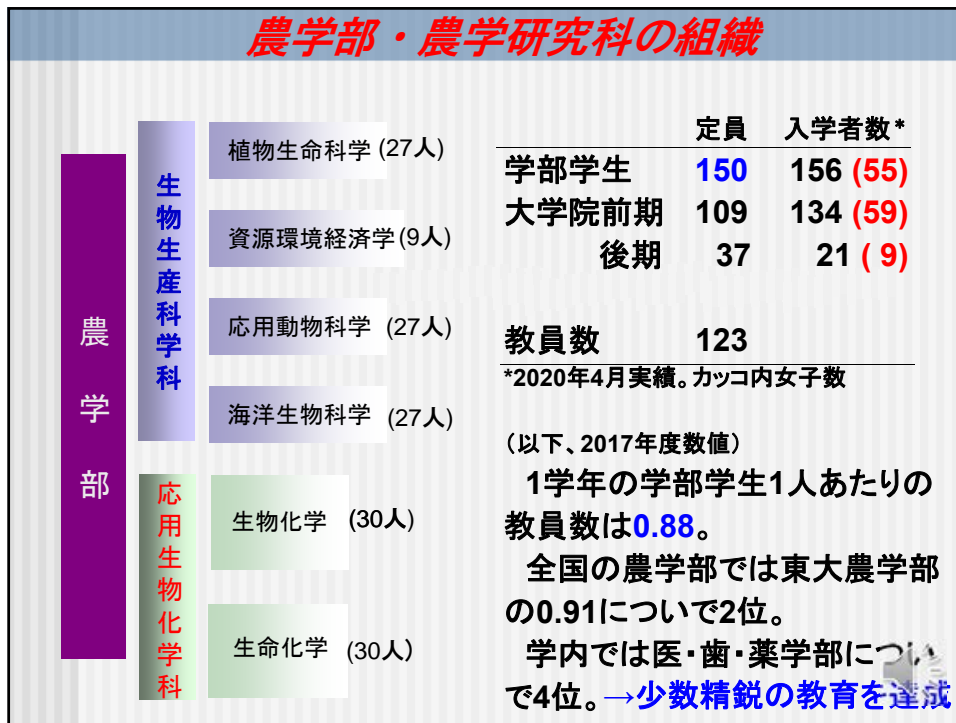 農学部・農学研究科の組織
農学部
生物生産科学科
植物生命科学 (27人)
資源環境経済学(9人)
応用動物科学 (27人)
海洋生物科学 (27人)
応用生物化学科
生物化学 (30人)
生命化学 (30人)
定員 入学者数*
学部学生 150 156 (55)
大学院前期 109 134 (59)
後期 37 21 ( 9)
教員数 123
*2020年4月実績。カッコ内女子数
（以下、2017年度数値）
1学年の学部学生1人あたりの
教員数は0.88。
全国の農学部では東大農学部
の0.91についで2位。
学内では医・歯・薬学部につい
で4位。→少数精鋭の教育を達成